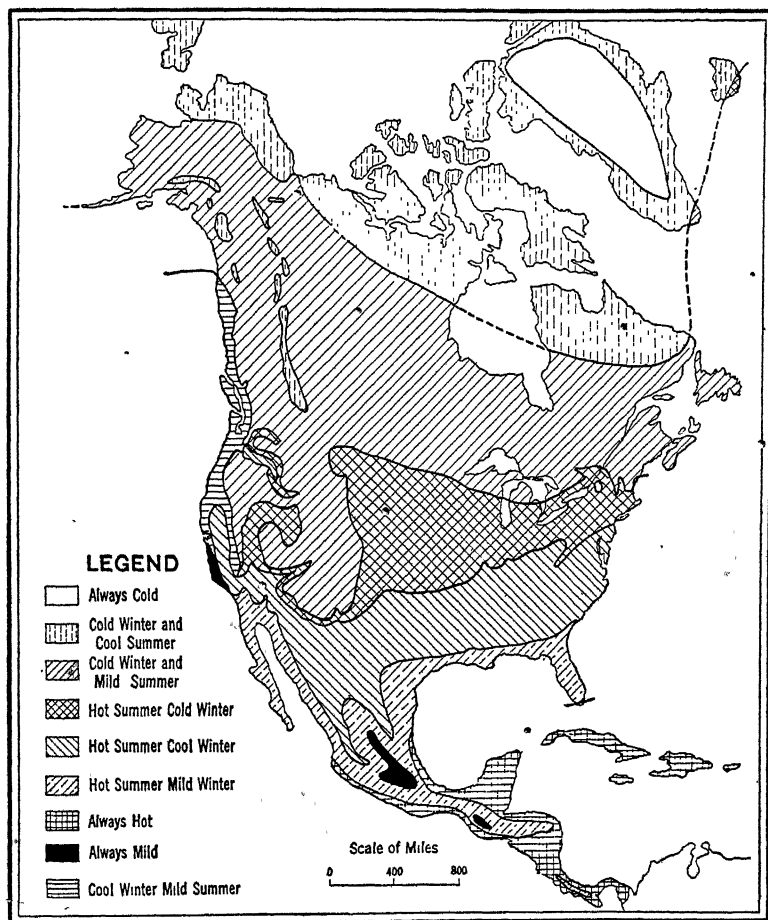 LEGEND
Always Cold
Cold Winter and
Cool Summer
Cold Winter and
Mild Summer
Hot Summer Cold Winter
Hot Summer Cool Winter
Hot Summer Mild Winter
Always Hot
Always Mild
Cool Winter Mild Summer
Scale of Miles
0 400 800